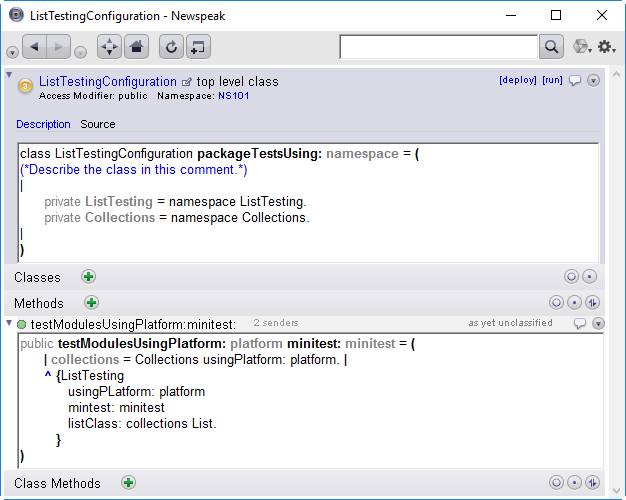 ListTestingConfiguration - Newspeak
3 ListTestingConfiguration top level class [deploy] [run]
Access Modifier: public Namespace: NS101
Description Source
class ListTestingConfiguration packageTestsUsing: namespace = (
(*Describe the class in this comment.*)
|
private ListTesting = namespace ListTesting.
private Collections = namespace Collections.
|
)
Classes
Methods
testModulesUsingPlatform:minitest: 2 senders as yet unclassified
public testModulesUsingPlatform: platform minitest: minitest = (
| collections = Collections usingPlatform: platform. |
^ {ListTesting
usingPLatform: platform
mintest: minitest
listClass: collections List.
}
)
Class Methods